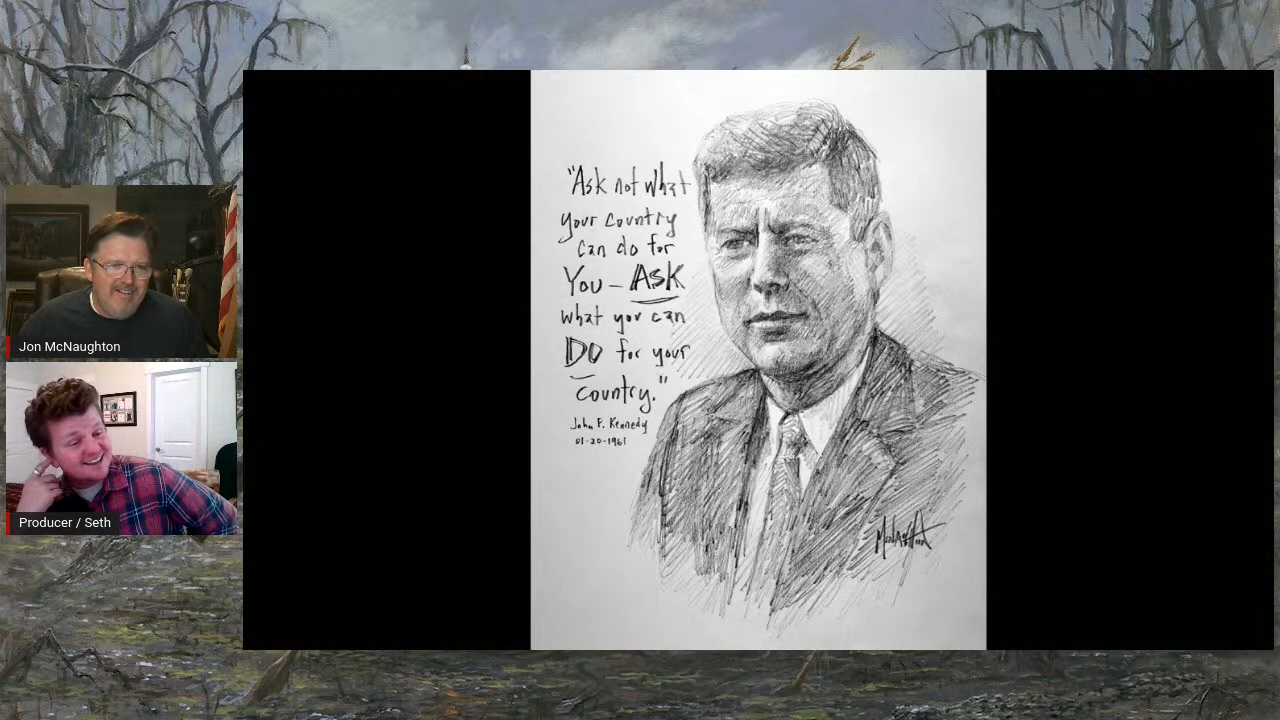 "Ask not what
your country
can do for
You – ASK
what you can
DO for your
country."
John F. Kennedy
01-20-1961
McNaughton
Jon McNaughton
Producer / Seth